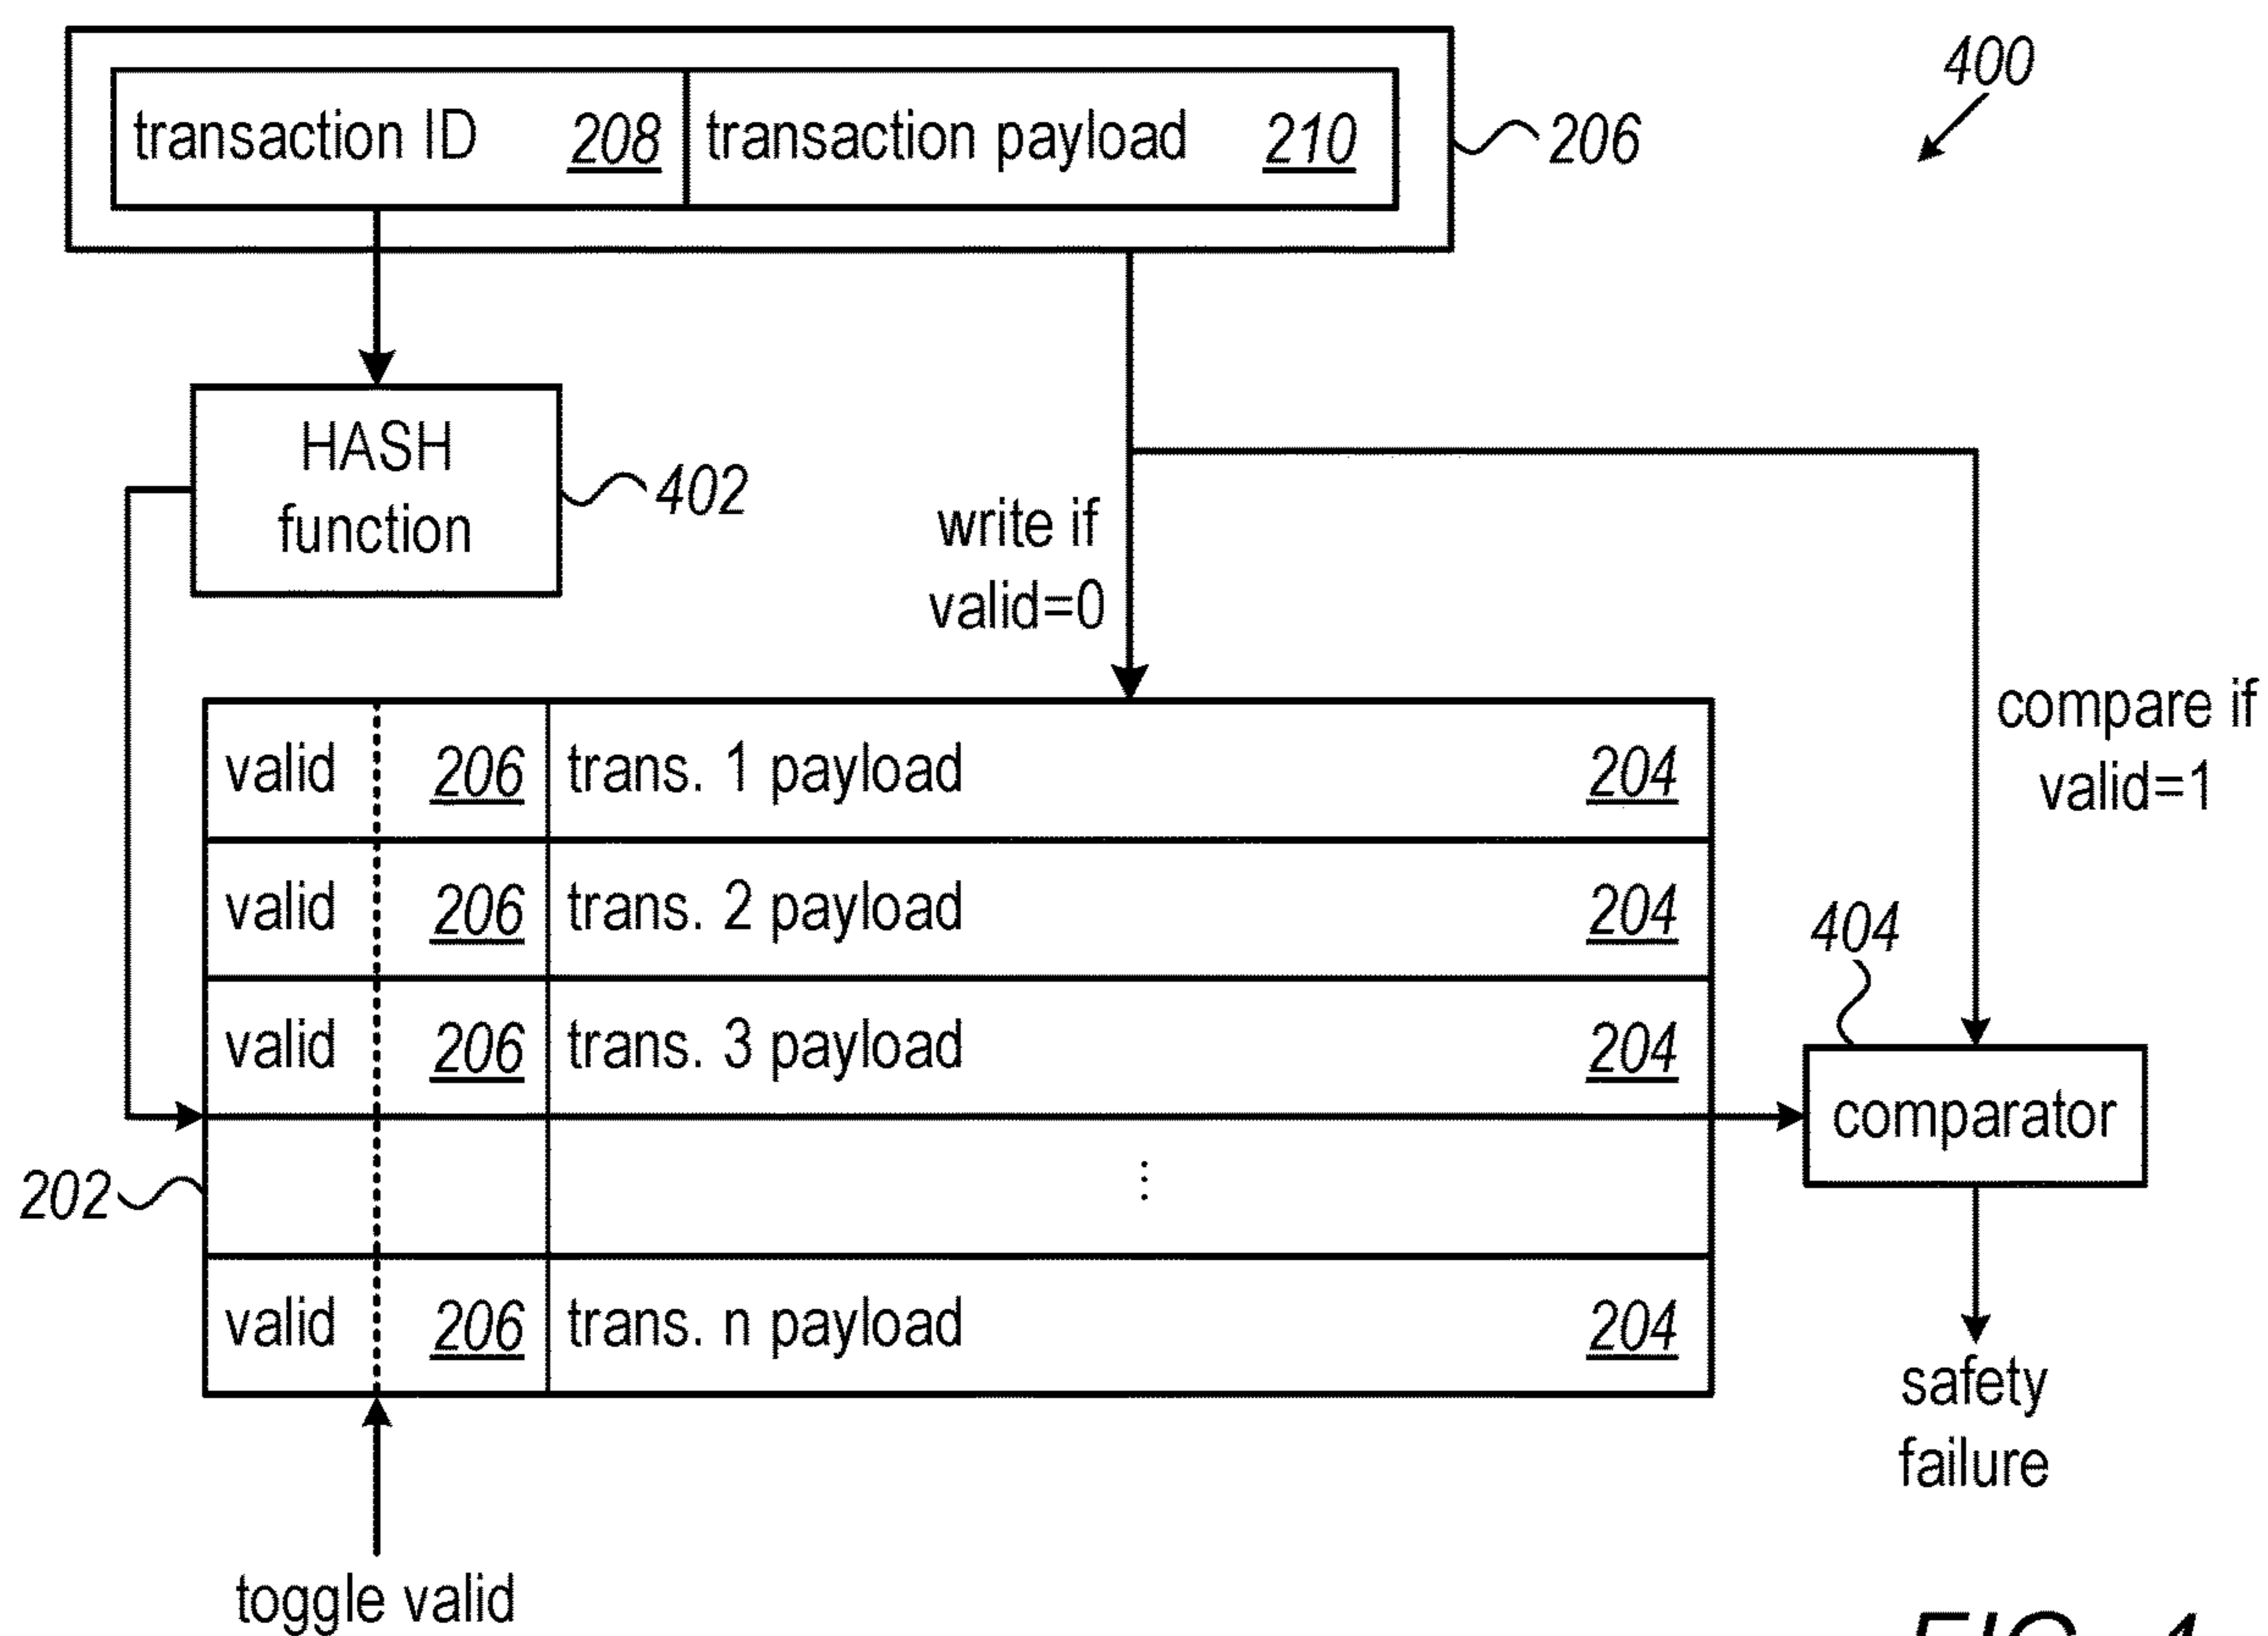 400
transaction ID 208 transaction payload 210
206
HASH
function
402
write if
valid=0
compare if
valid=1
valid 206 trans. 1 payload 204
valid 206 trans. 2 payload 204
404
valid 206 trans. 3 payload 204
comparator
202
⋮
valid 206 trans. n payload 204
safety
failure
toggle valid
FIG. 4